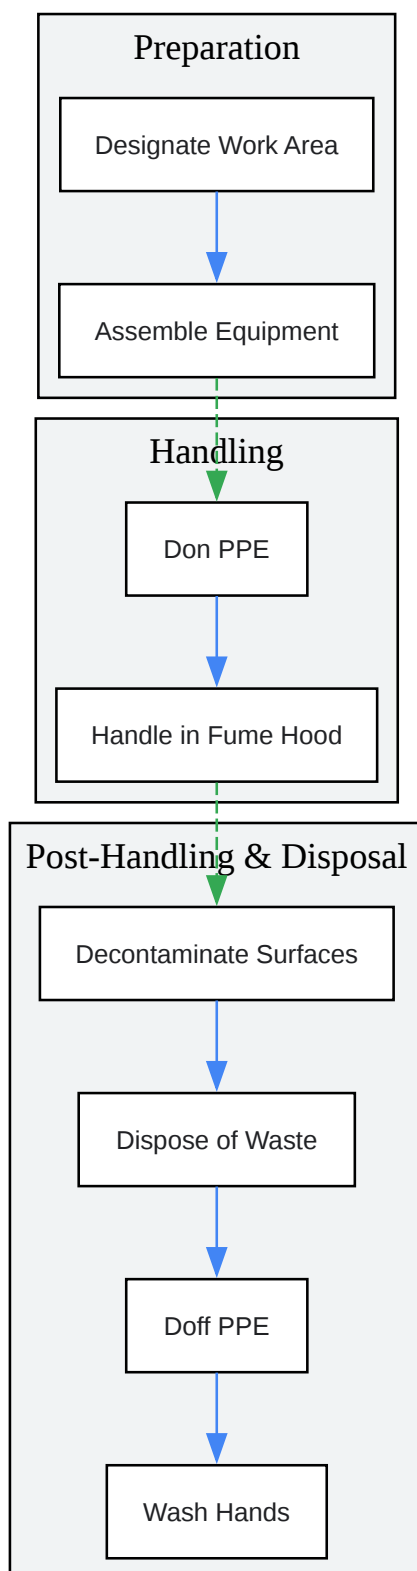 Preparation
Designate Work Area
Assemble Equipment
Handling
Don PPE
Handle in Fume Hood
Post-Handling & Disposal
Decontaminate Surfaces
Dispose of Waste
Doff PPE
Wash Hands